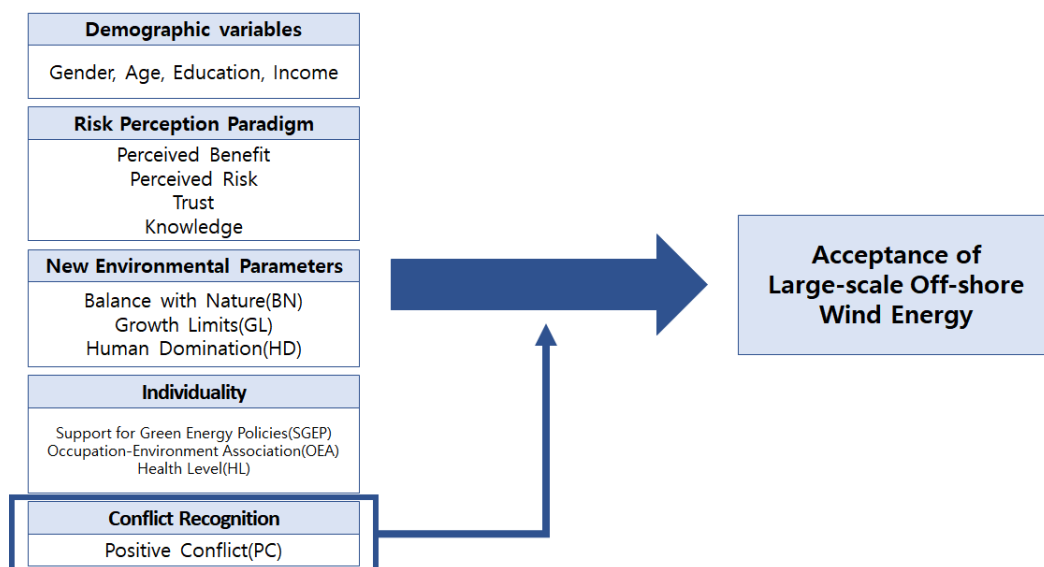 Demographic variables
Gender, Age, Education, Income
Risk Perception Paradigm
Perceived Benefit
Perceived Risk
Trust
Knowledge
New Environmental Parameters
Balance with Nature(BN)
Growth Limits(GL)
Human Domination(HD)
Individuality
Support for Green Energy Policies(SGEP)
Occupation-Environment Association(OEA)
Health Level(HL)
Conflict Recognition
Positive Conflict(PC)
Acceptance of
Large-scale Off-shore
Wind Energy